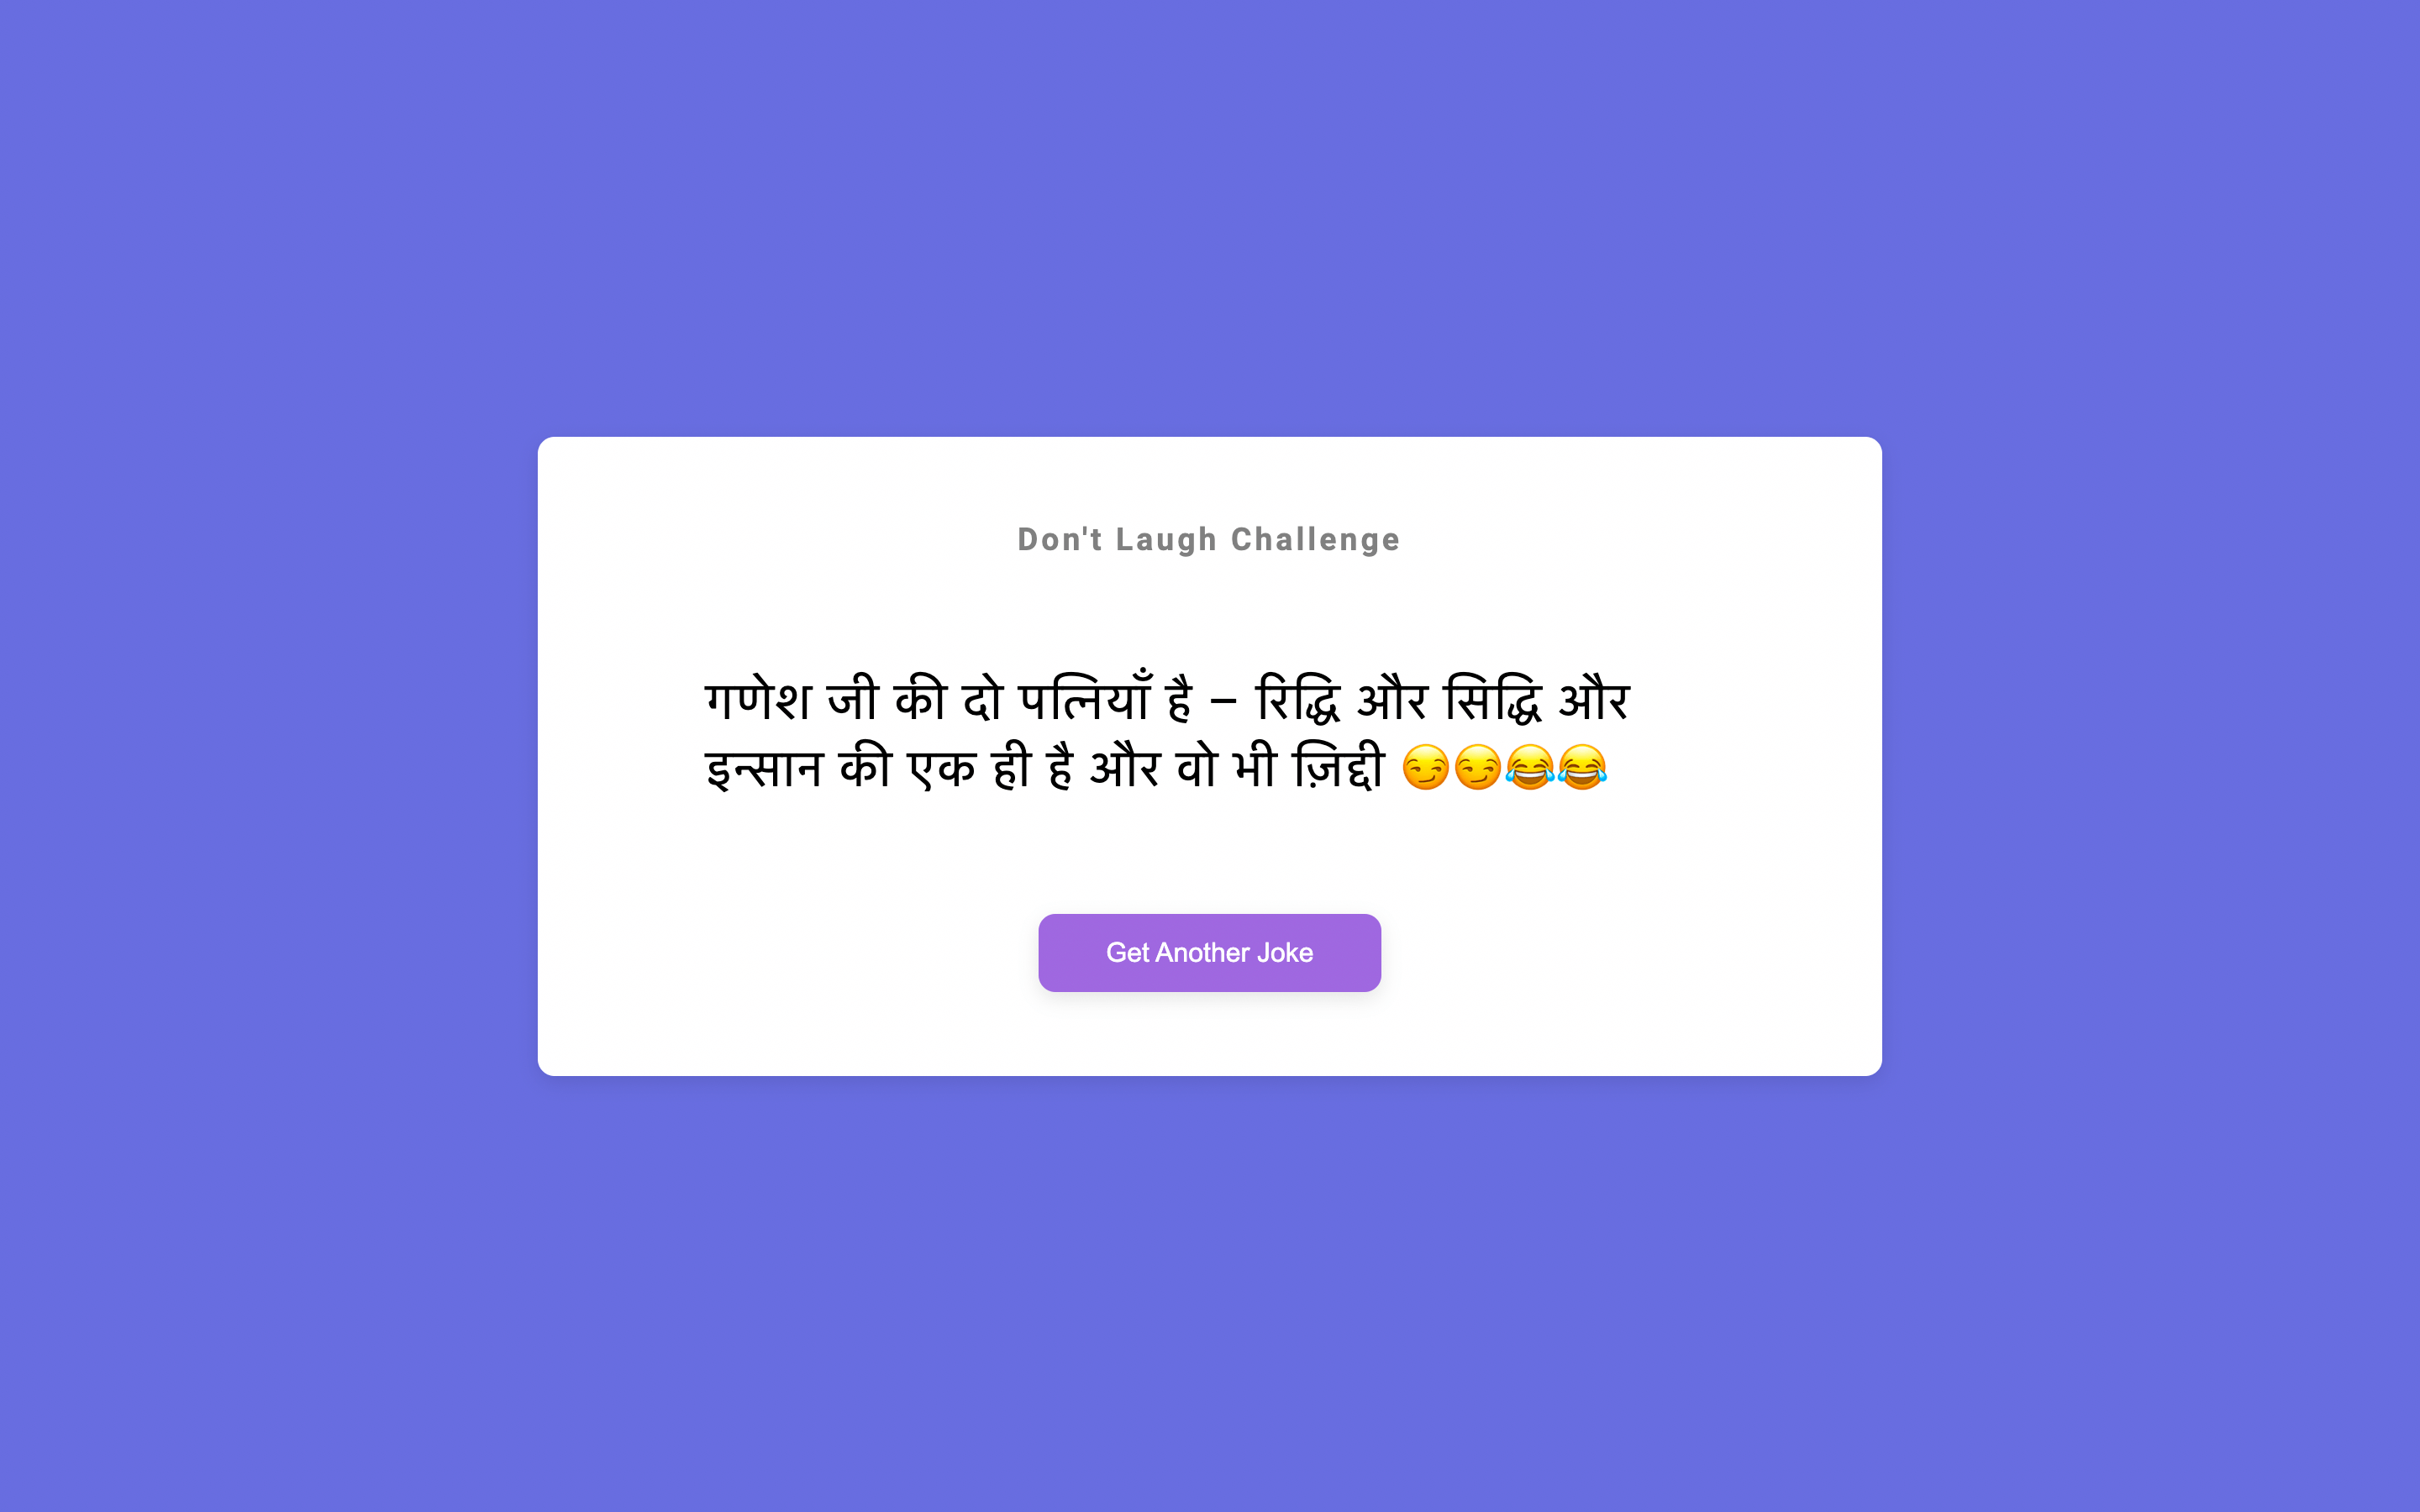 Don't Laugh Challenge
गणेश जी की दो पत्नियाँ है – रिद्धि और सिद्धि और
इन्सान की एक ही है और वो भी ज़िद्दी 😏😏😂😂
Get Another Joke